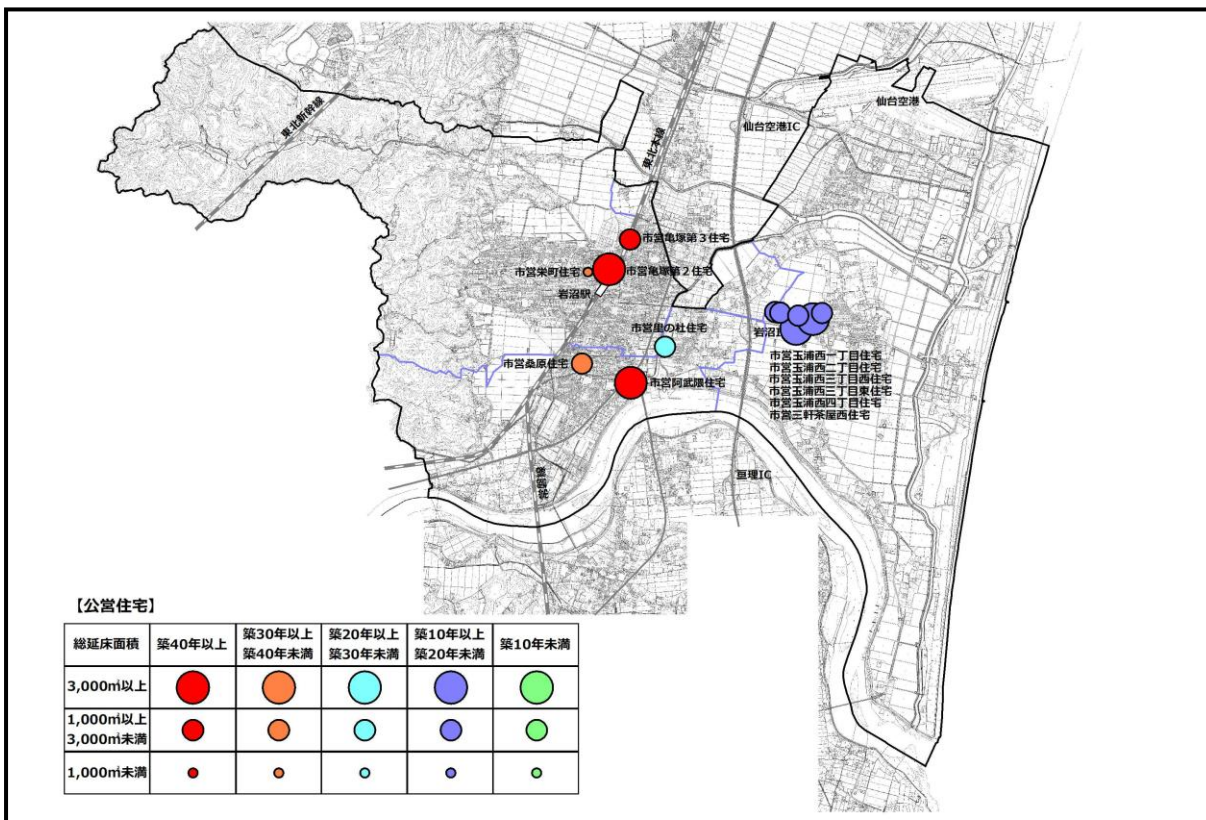 仙台空港
東北新幹線
東北本線
仙台空港IC
市営亀塚第3住宅
市営栄町住宅
市営亀塚第2住宅
岩沼駅
市営里の杜住宅
岩沼I
市営桑原住宅
市営阿武隈住宅
市営玉浦西一丁目住宅
市営玉浦西二丁目住宅
市営玉浦西三丁目西住宅
市営玉浦西三丁目東住宅
市営玉浦西四丁目住宅
市営三軒茶屋西住宅
常磐線
亘理IC
【公営住宅】
総延床面積 築40年以上 築30年以上 築40年未満 築20年以上 築30年未満 築10年以上 築20年未満 築10年未満
3,000㎡以上
1,000㎡以上
3,000㎡未満
1,000㎡未満